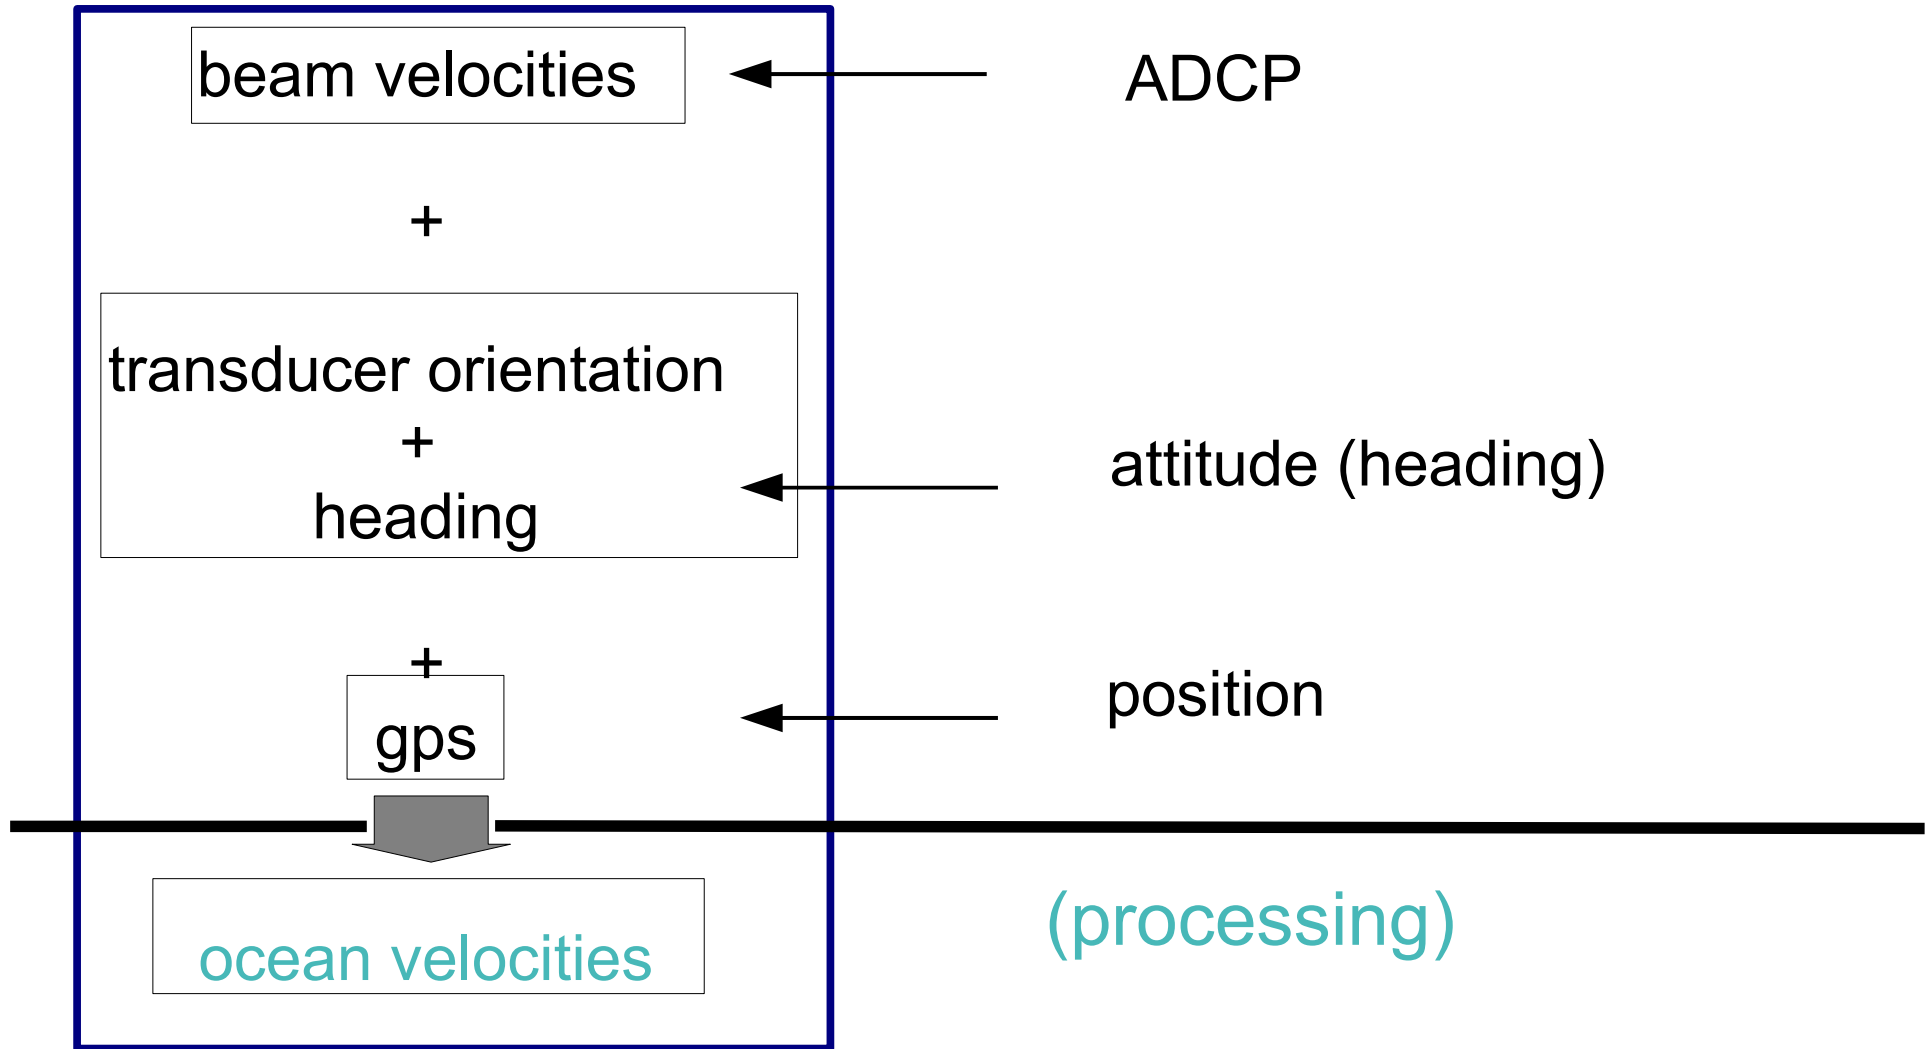 beam velocities
ADCP
+
transducer orientation
+
heading
attitude (heading)
+
gps
position
ocean velocities
(processing)